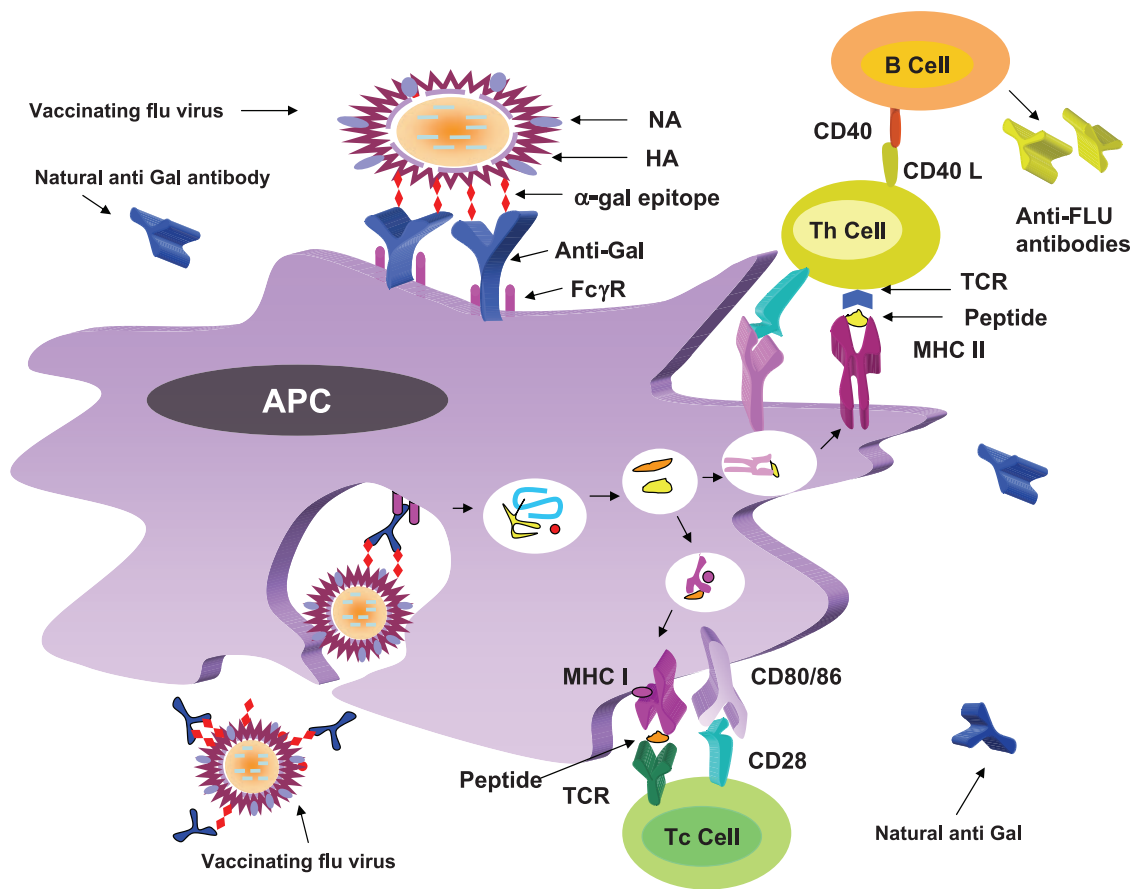 B Cell
Vaccinating flu virus
NA
CD40
HA
CD40 L
Natural anti Gal antibody
α-gal epitope
Th Cell
Anti-FLU
antibodies
Anti-Gal
TCR
FcγR
Peptide
MHC II
APC
MHC I
CD80/86
Peptide
TCR
CD28
Tc Cell
Natural anti Gal
Vaccinating flu virus